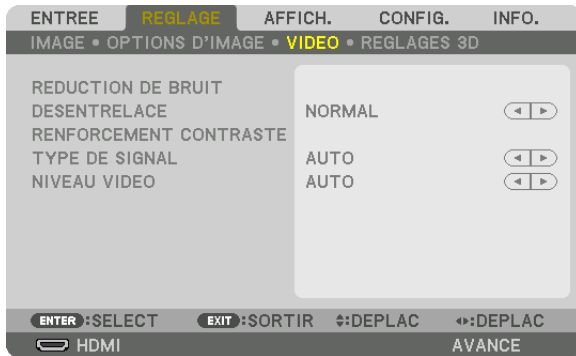 ENTREE REGLAGE AFFICH. CONFIG. INFO.
IMAGE • OPTIONS D'IMAGE • VIDEO • REGLAGES 3D
REDUCTION DE BRUIT
DESENTRELACE NORMAL
RENFORCEMENT CONTRASTE
TYPE DE SIGNAL AUTO
NIVEAU VIDEO AUTO
ENTER :SELECT EXIT :SORTIR :DEPLAC :DEPLAC
HDMI AVANCE